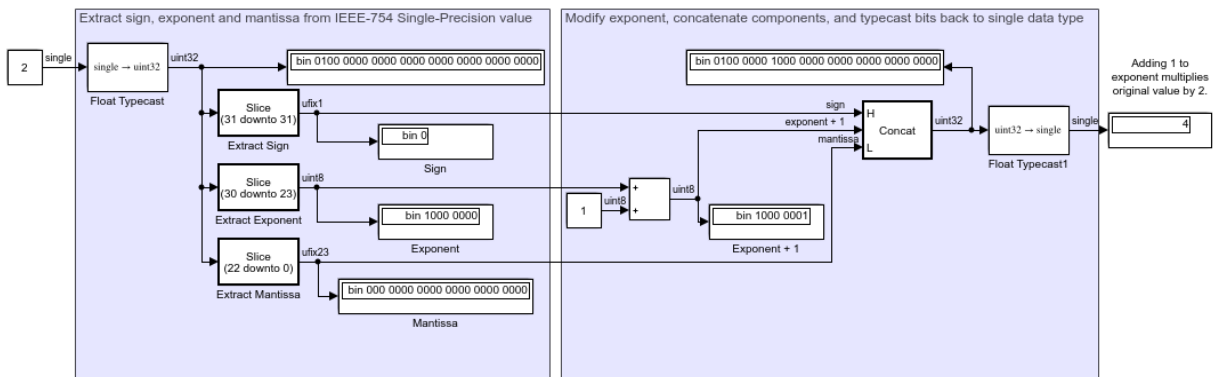 Extract sign, exponent and mantissa from IEEE-754 Single-Precision value
2
single
single → uint32
Float Typecast
uint32
bin 0100 0000 0000 0000 0000 0000 0000 0000
Slice
(31 downto 31)
Extract Sign
ufix1
bin 0
Sign
Slice
(30 downto 23)
Extract Exponent
uint8
bin 1000 0000
Exponent
Slice
(22 downto 0)
Extract Mantissa
ufix23
bin 000 0000 0000 0000 0000 0000
Mantissa
Modify exponent, concatenate components, and typecast bits back to single data type
bin 0100 0000 1000 0000 0000 0000 0000 0000
sign
exponent + 1
mantissa
H
Concat
L
1
uint8
+
+
uint8
bin 1000 0001
Exponent + 1
uint32
uint32 → single
Float Typecast1
single
Adding 1 to
exponent multiplies
original value by 2.
4